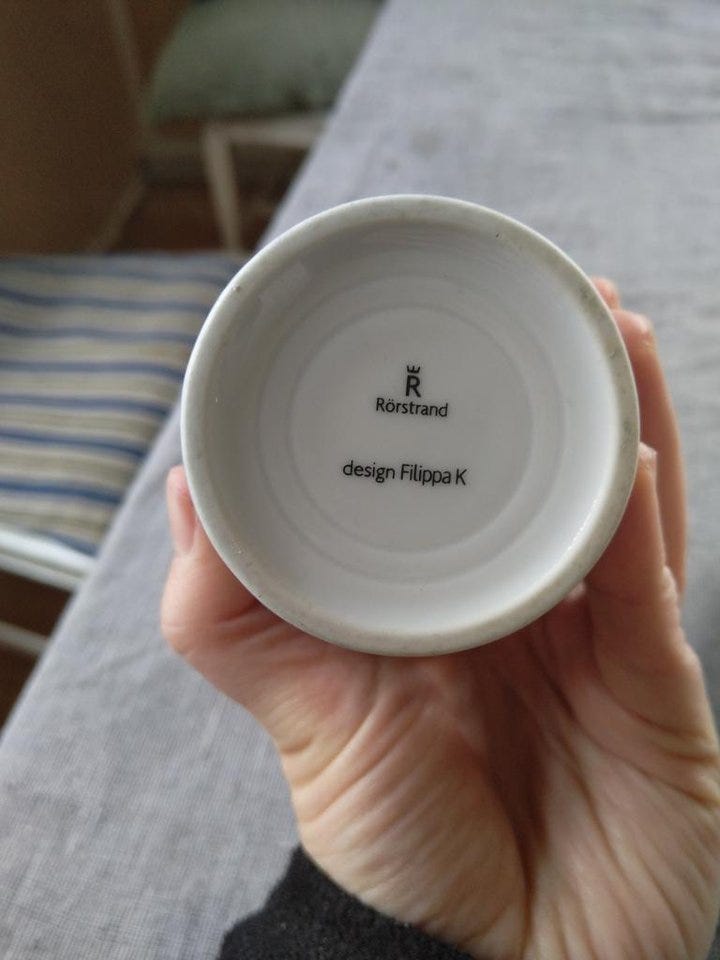 R
Rörstrand
design Filippa K